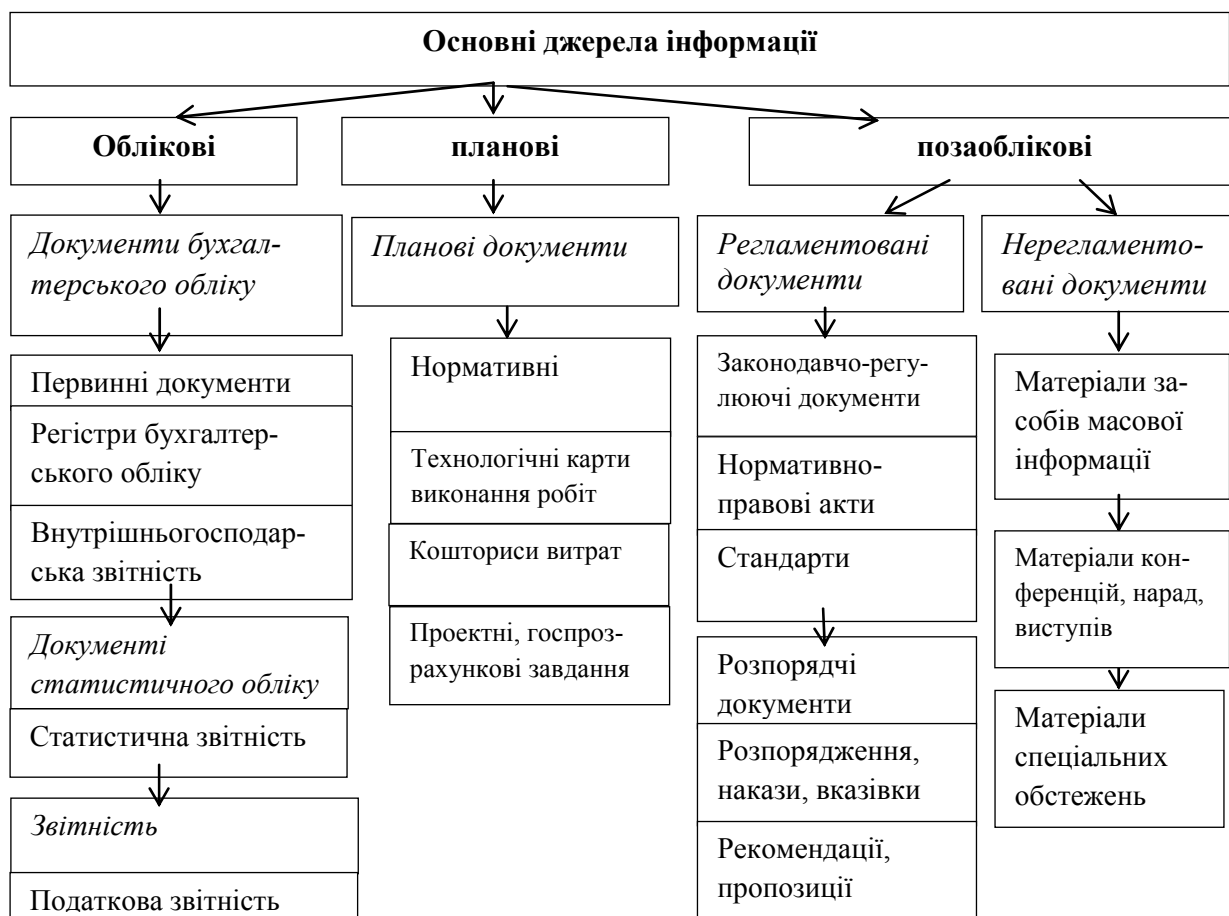 Основні джерела інформації
Облікові
планові
позаоблікові
Документи бухгал-
терського обліку
Первинні документи
Регістри бухгалтер-
ського обліку
Внутрішньогосподар-
ська звітність
Документі
статистичного обліку
Статистична звітність
Звітність
Податкова звітність
Планові документи
Нормативні
Технологічні карти
виконання робіт
Кошториси витрат
Проектні, госпроз-
рахункові завдання
Регламентовані
документи
Законодавчо-регу-
люючі документи
Нормативно-
правові акти
Стандарти
Розпорядчі
документи
Розпорядження,
накази, вказівки
Рекомендації,
пропозиції
Нерегламенто-
вані документи
Матеріали за-
собів масової
інформації
Матеріали кон-
ференцій, нарад,
виступів
Матеріали
спеціальних
обстежень